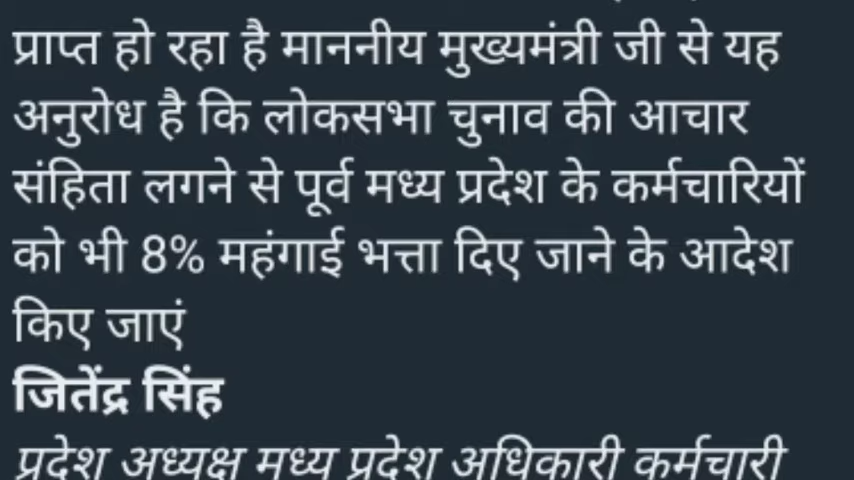 प्राप्त हो रहा है माननीय मुख्यमंत्री जी से यह
अनुरोध है कि लोकसभा चुनाव की आचार
संहिता लगने से पूर्व मध्य प्रदेश के कर्मचारियों
को भी 8% महंगाई भत्ता दिए जाने के आदेश
किए जाएं
जितेंद्र सिंह
प्रदेश अध्यक्ष मध्य प्रदेश अधिकारी कर्मचारी